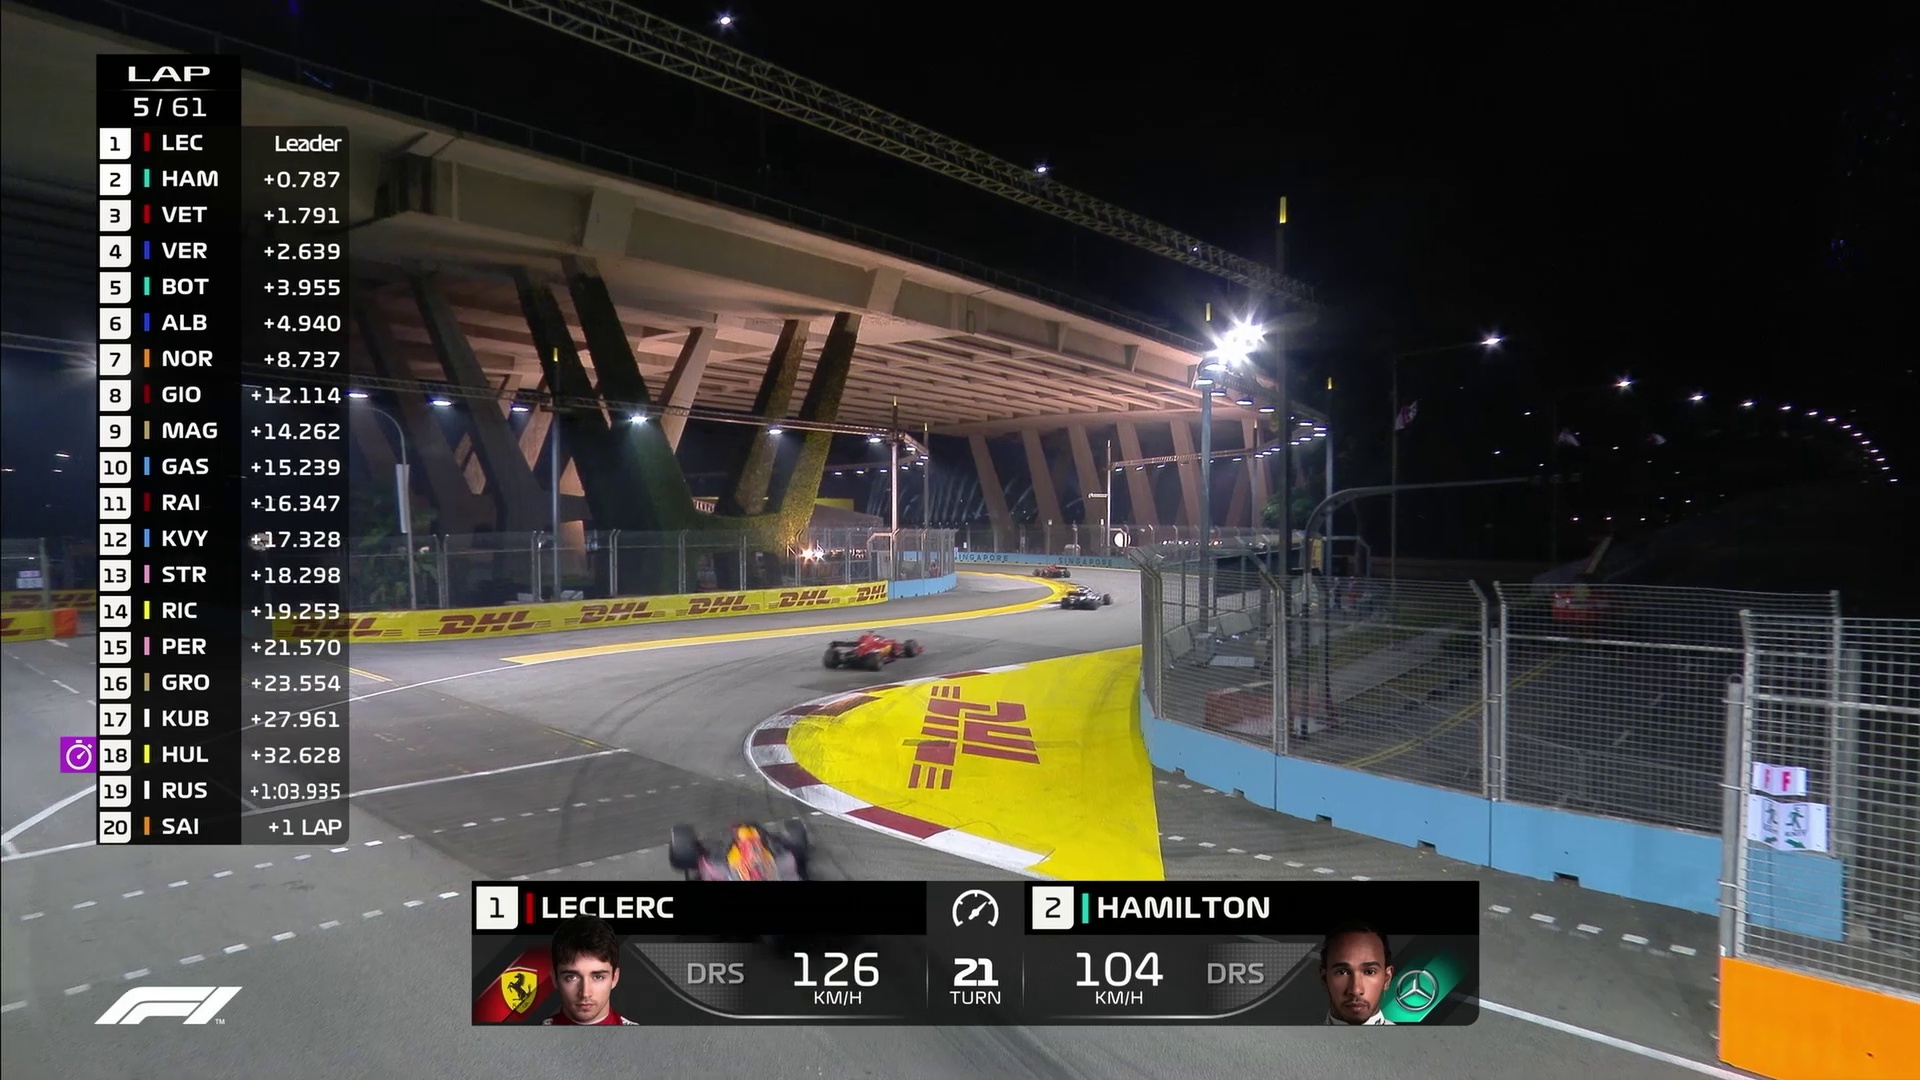 LAP
5 / 61
1 LEC Leader
2 HAM +0.787
3 VET +1.791
4 VER +2.639
5 BOT +3.955
6 ALB +4.940
7 NOR +8.737
8 GIO +12.114
9 MAG +14.262
10 GAS +15.239
11 RAI +16.347
12 KVY +17.328
13 STR +18.298
14 RIC +19.253
15 PER +21.570
16 GRO +23.554
17 KUB +27.961
18 HUL +32.628
19 RUS +1:03.935
20 SAI +1 LAP
SINGAPORE SINGAPORE
DHL DHL DHL DHL DHL DHL
DHL
F
1 LECLERC
DRS 126 KM/H
21 TURN
2 HAMILTON
104 KM/H DRS
F1 ™